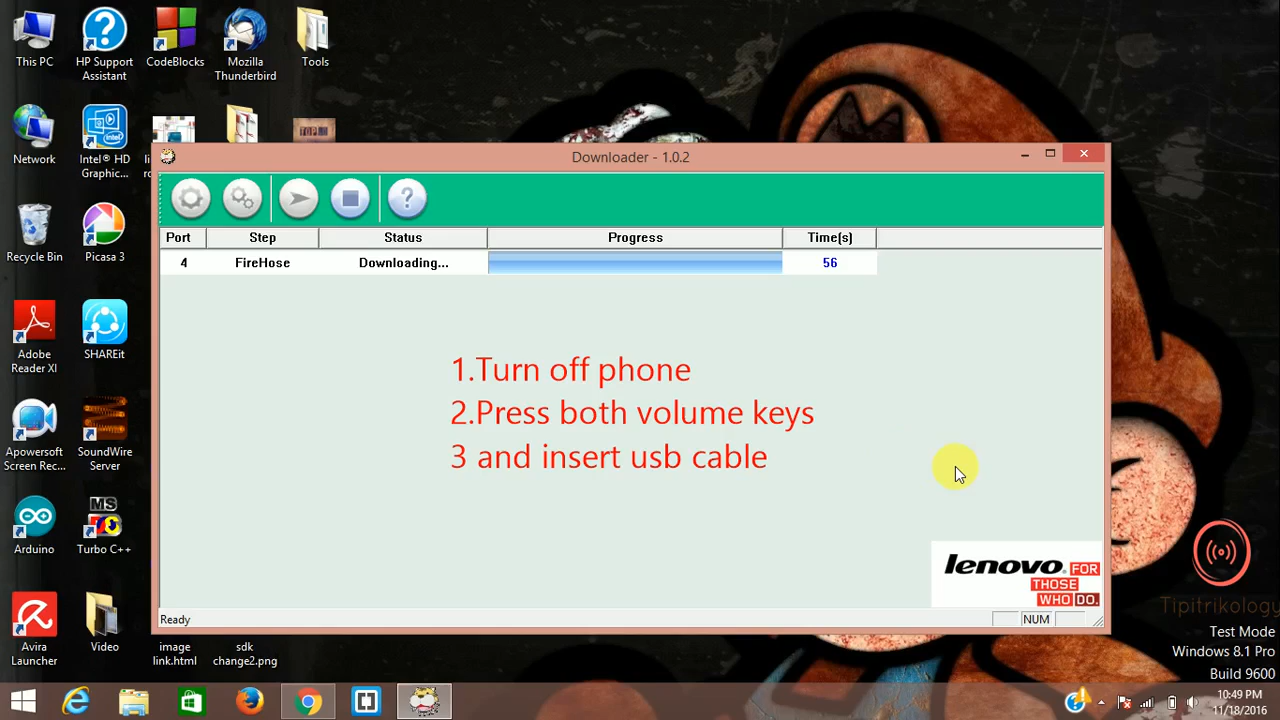 This PC
HP Support
Assistant
CodeBlocks
Mozilla
Thunderbird
Tools
Network
Intel® HD
Graphic...
TOP
Downloader - 1.0.2
Port
Step
Status
Progress
Time(s)
4
FireHose
Downloading...
56
Recycle Bin
Picasa 3
1.Turn off phone
2.Press both volume keys
3 and insert usb cable
Adobe
Reader XI
SHAREit
Apowersoft
Screen Rec...
SoundWire
Server
Arduino
MS
Turbo C++
lenovo. FOR
THOSE
WHO DO.
Ready
NUM
Tipitrikology
Avira
Launcher
Video
image
link.html
sdk
change2.png
Test Mode
Windows 8.1 Pro
Build 9600
10:49 PM
11/18/2016